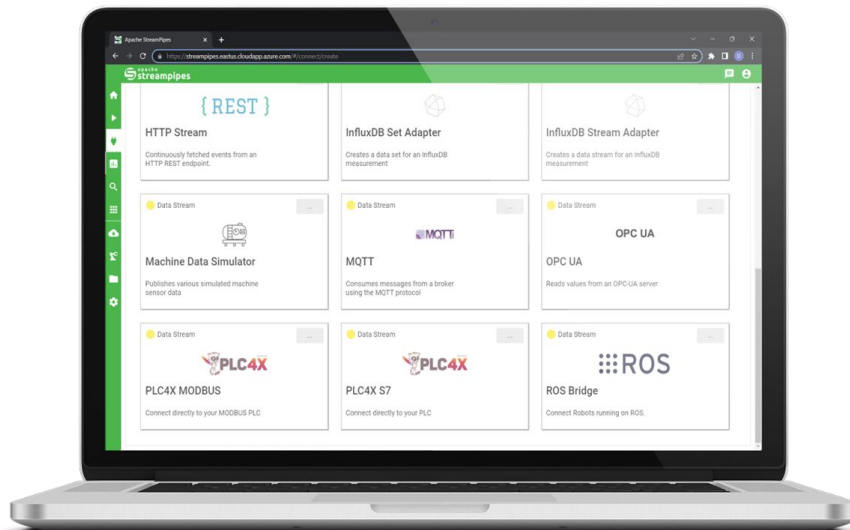 Apache StreamPipes
https://streampipes.eastus.cloudapp.azure.com/#/connect/create
apache
streampipes
{ REST }
HTTP Stream
Continuously fetched events from an
HTTP REST endpoint.
InfluxDB Set Adapter
Creates a data set for an InfluxDB
measurement
InfluxDB Stream Adapter
Creates a data stream for an InfluxDB
measurement
Data Stream
...
Machine Data Simulator
Publishes various simulated machine
sensor data
Data Stream
...
MQTT
MQTT
Consumes messages from a broker
using the MQTT protocol
Data Stream
...
OPC UA
OPC UA
Reads values from an OPC-UA server
Data Stream
...
PLC4X
PLC4X MODBUS
Connect directly to your MODBUS PLC
Data Stream
...
PLC4X
PLC4X S7
Connect directly to your PLC
Data Stream
...
ROS
ROS Bridge
Connect Robots running on ROS.